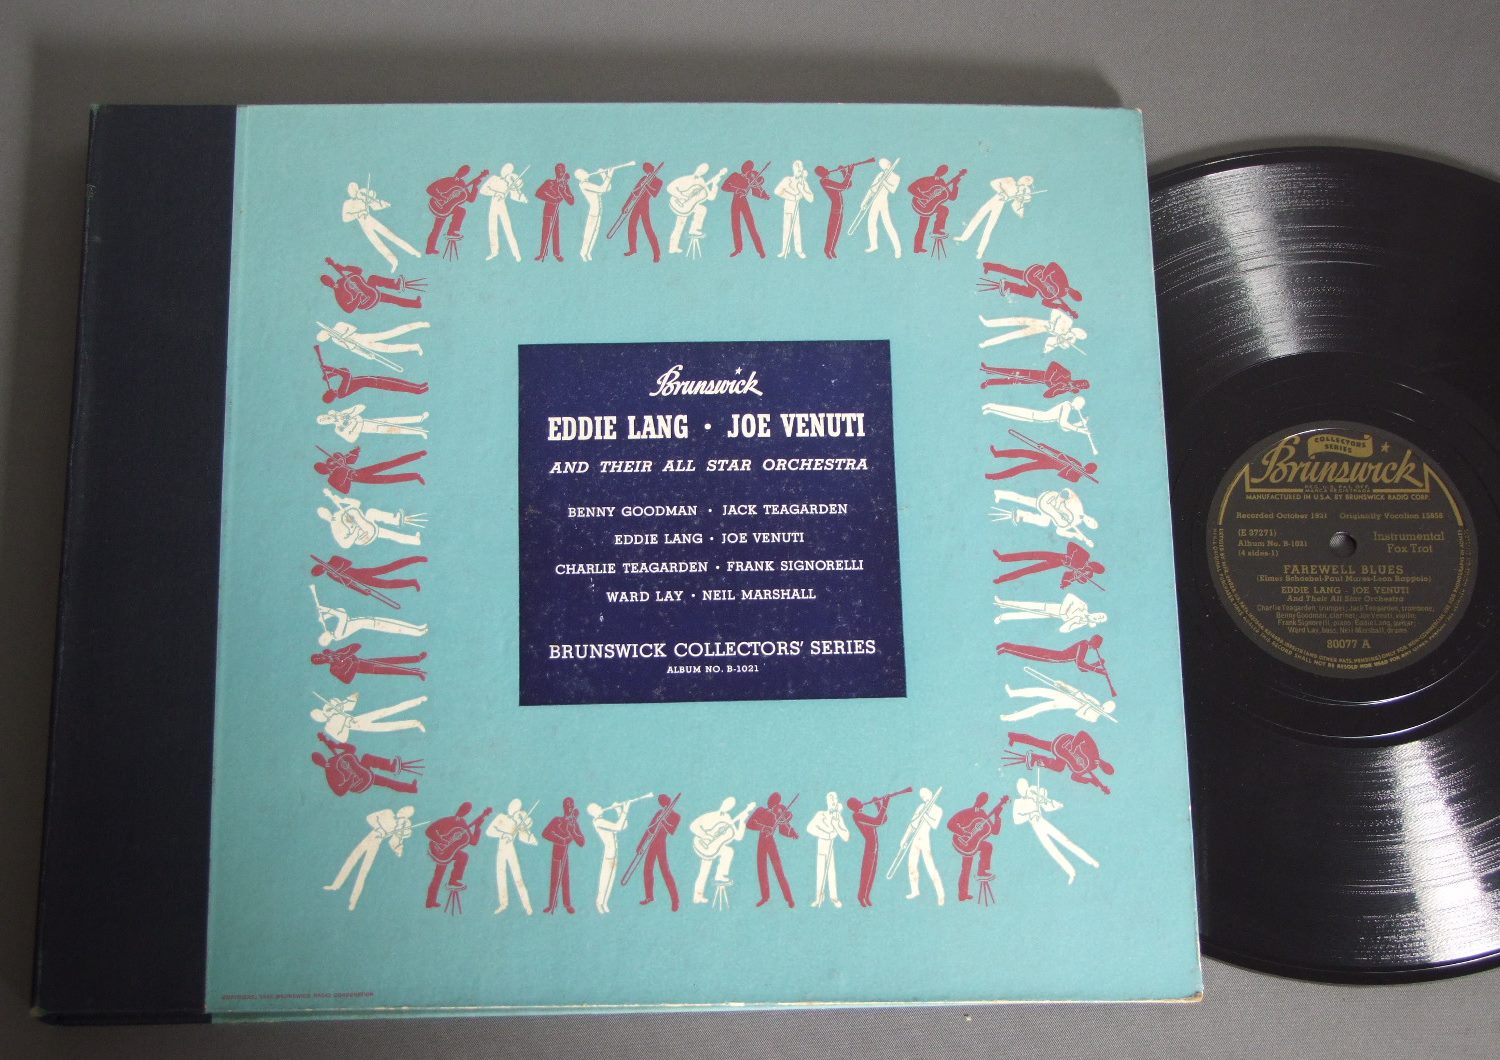 Brunswick
EDDIE LANG · JOE VENUTI
AND THEIR ALL STAR ORCHESTRA
BENNY GOODMAN · JACK TEAGARDEN
EDDIE LANG · JOE VENUTI
CHARLIE TEAGARDEN · FRANK SIGNORELLI
WARD LAY · NEIL MARSHALL
BRUNSWICK COLLECTORS' SERIES
ALBUM NO. B-1021
BRUNSWICK RADIO CORPORATION
COLLECTORS
SERIES
Brunswick
MANUFACTURED IN U.S.A. BY BRUNSWICK RADIO CORP.
Recorded October 1931 Originally Vocalion 15858
(E 37271)
Album No. B-1021
(4 sides-1)
Instrumental
Fox Trot
FAREWELL BLUES
(Elmer Schoebel-Paul Mares-Leon Rappolo)
EDDIE LANG - JOE VENUTI
And Their All Star Orchestra
Charlie Teagarden, trumpet; Jack Teagarden, trombone;
Benny Goodman, clarinet; Joe Venuti, violin;
Frank Signorelli, piano; Eddie Lang, guitar;
Ward Lay, bass; Neil Marshall, drums
80077 A